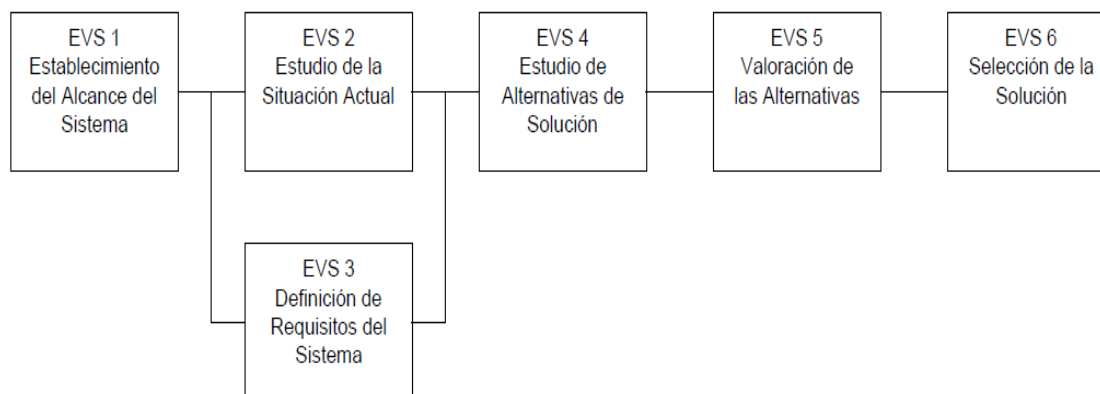 EVS 1
Establecimiento
del Alcance del
Sistema
EVS 2
Estudio de la
Situación Actual
EVS 4
Estudio de
Alternativas de
Solución
EVS 5
Valoración de
las Alternativas
EVS 6
Selección de la
Solución
EVS 3
Definición de
Requisitos del
Sistema